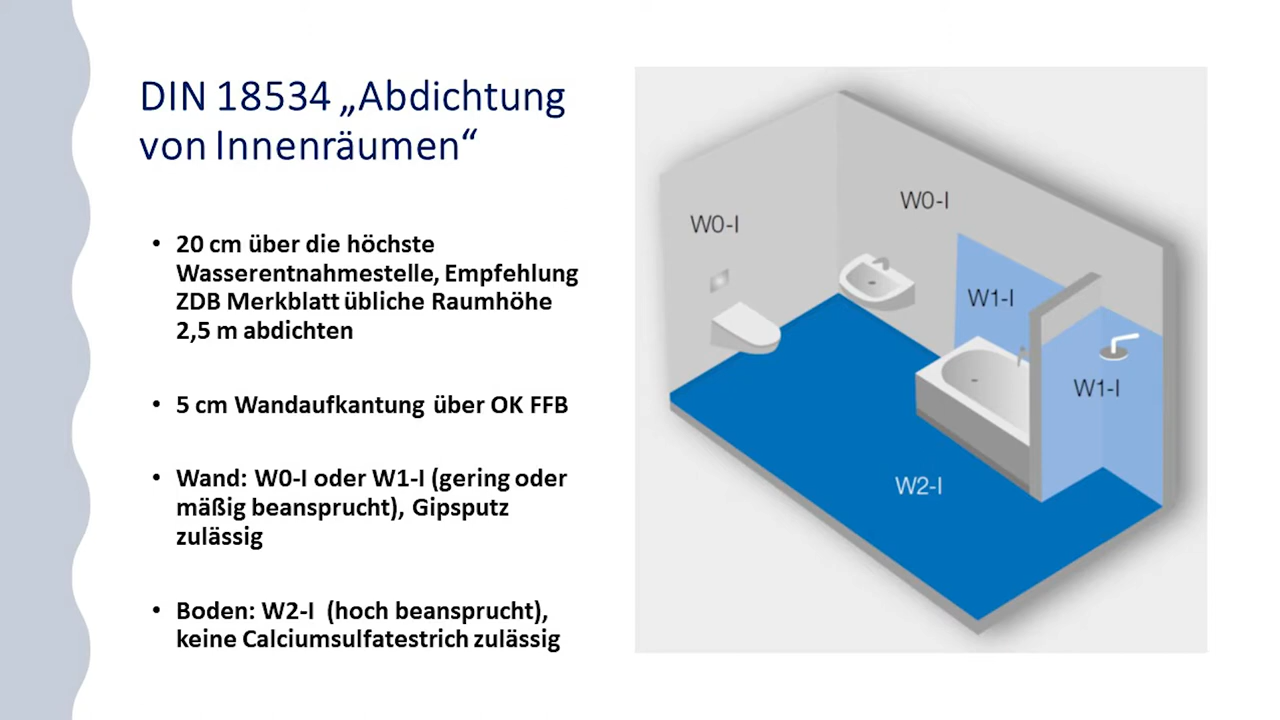 DIN 18534 „Abdichtung
von Innenräumen“
• 20 cm über die höchste
Wasserentnahmestelle, Empfehlung
ZDB Merkblatt übliche Raumhöhe
2,5 m abdichten
• 5 cm Wandaufkantung über OK FFB
• Wand: W0-I oder W1-I (gering oder
mäßig beansprucht), Gipsputz
zulässig
• Boden: W2-I (hoch beansprucht),
keine Calciumsulfatestrich zulässig
W0-I
W0-I
W1-I
W1-I
W2-I